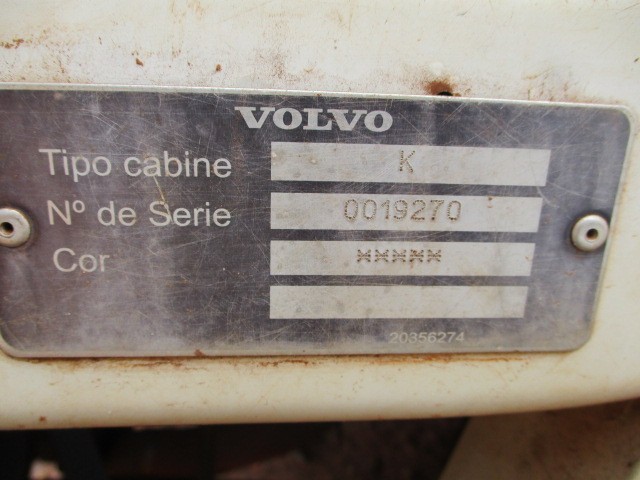 VOLVO
Tipo cabine K
Nº de Serie 0019270
Cor *****
20356274